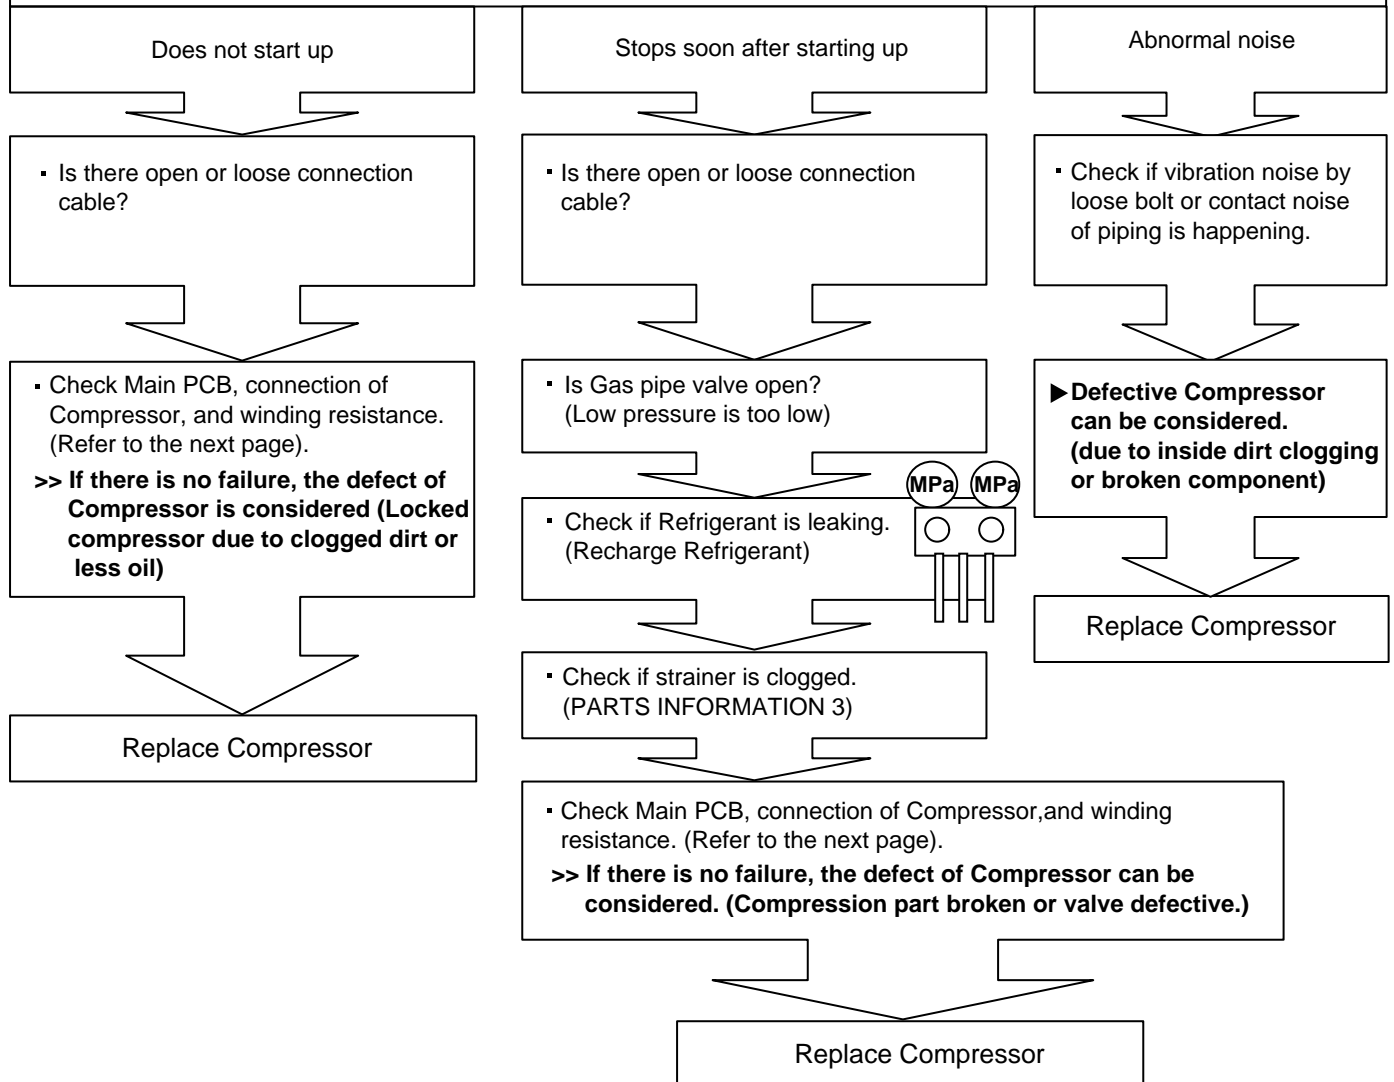 Does not start up
▪ Is there open or loose connection
cable?
▪ Check Main PCB, connection of
Compressor, and winding resistance.
(Refer to the next page).
>> If there is no failure, the defect of
Compressor is considered (Locked
compressor due to clogged dirt or
less oil)
Replace Compressor
Stops soon after starting up
▪ Is there open or loose connection
cable?
▪ Is Gas pipe valve open?
(Low pressure is too low)
▪ Check if Refrigerant is leaking.
(Recharge Refrigerant)
MPa MPa
▪ Check if strainer is clogged.
(PARTS INFORMATION 3)
▪ Check Main PCB, connection of Compressor,and winding
resistance. (Refer to the next page).
>> If there is no failure, the defect of Compressor can be
considered. (Compression part broken or valve defective.)
Replace Compressor
Abnormal noise
▪ Check if vibration noise by
loose bolt or contact noise
of piping is happening.
▶Defective Compressor
can be considered.
(due to inside dirt clogging
or broken component)
Replace Compressor